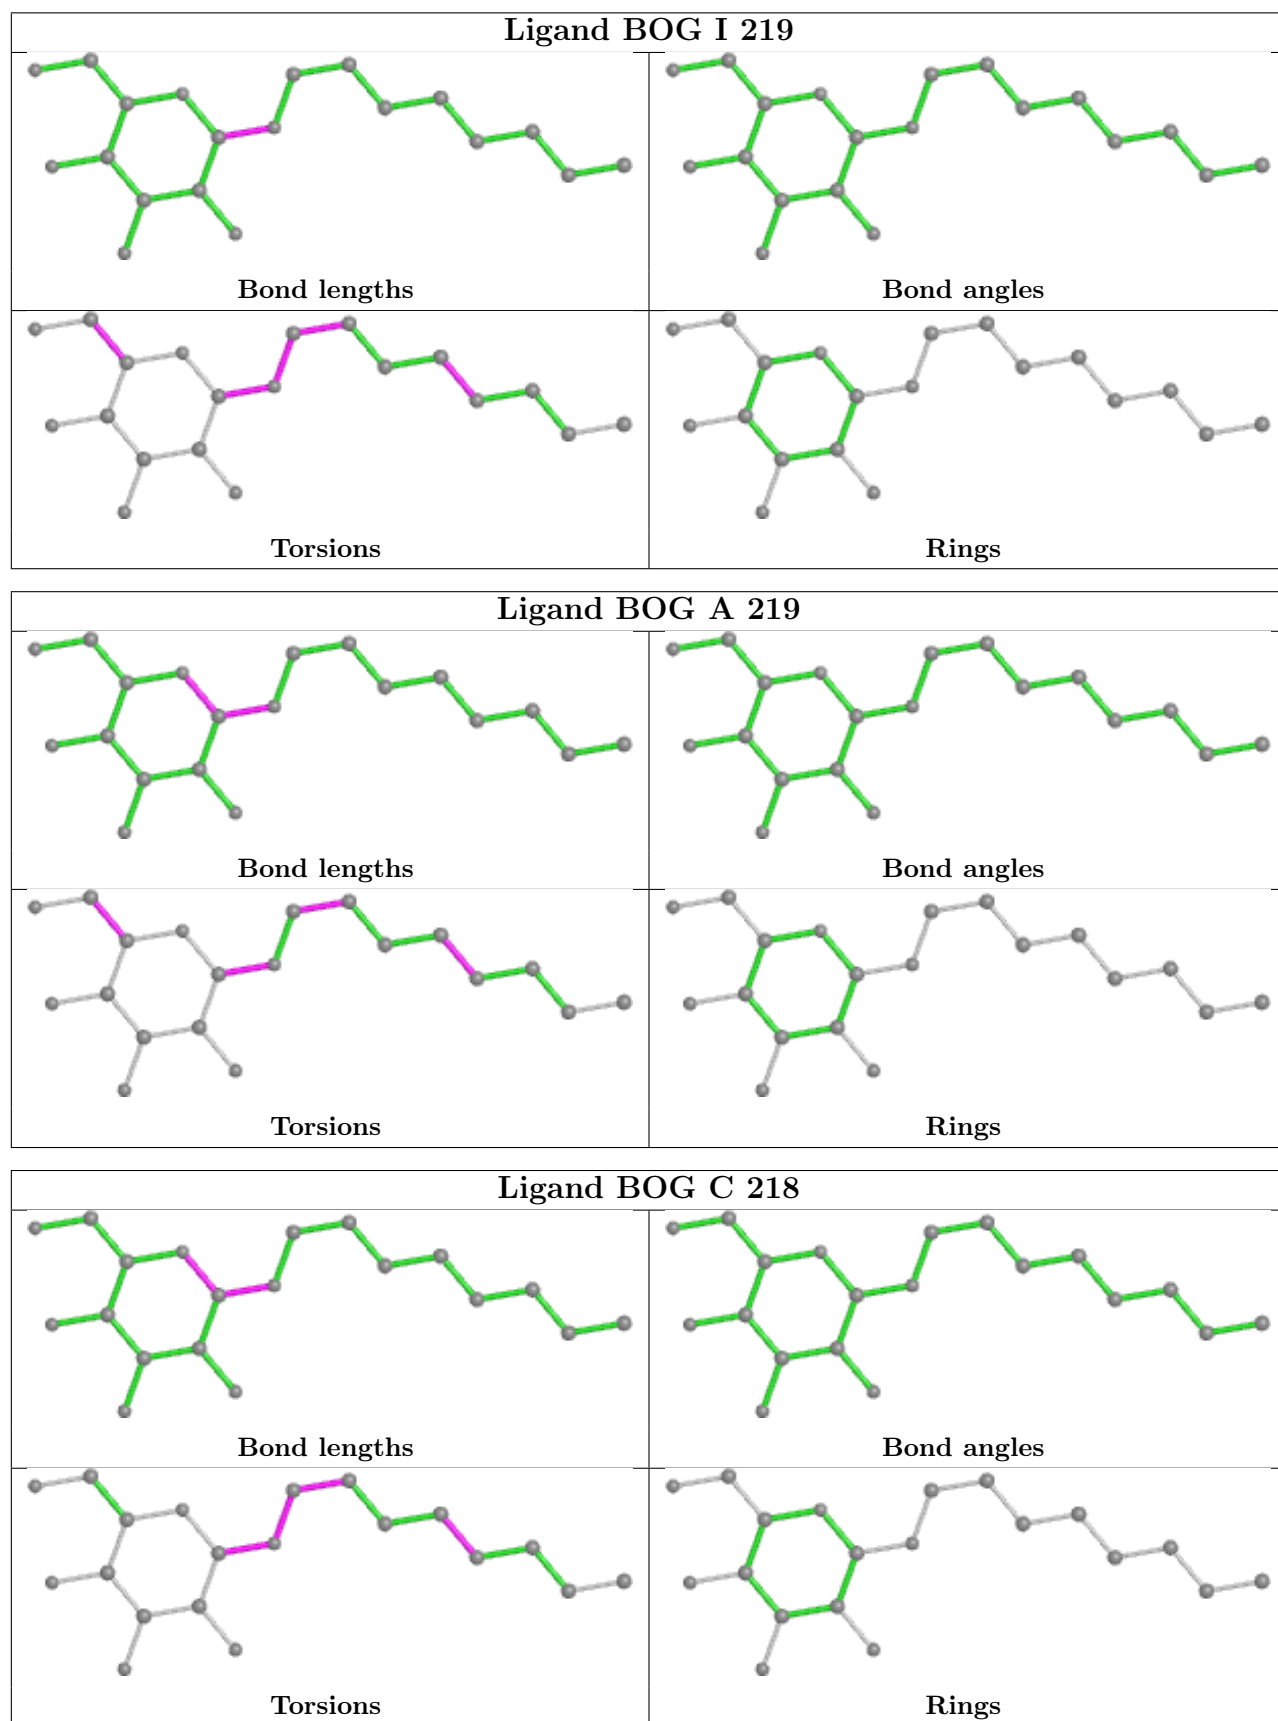 Ligand BOG I 219
Bond lengths
Bond angles
Torsions
Rings
Ligand BOG A 219
Bond lengths
Bond angles
Torsions
Rings
Ligand BOG C 218
Bond lengths
Bond angles
Torsions
Rings